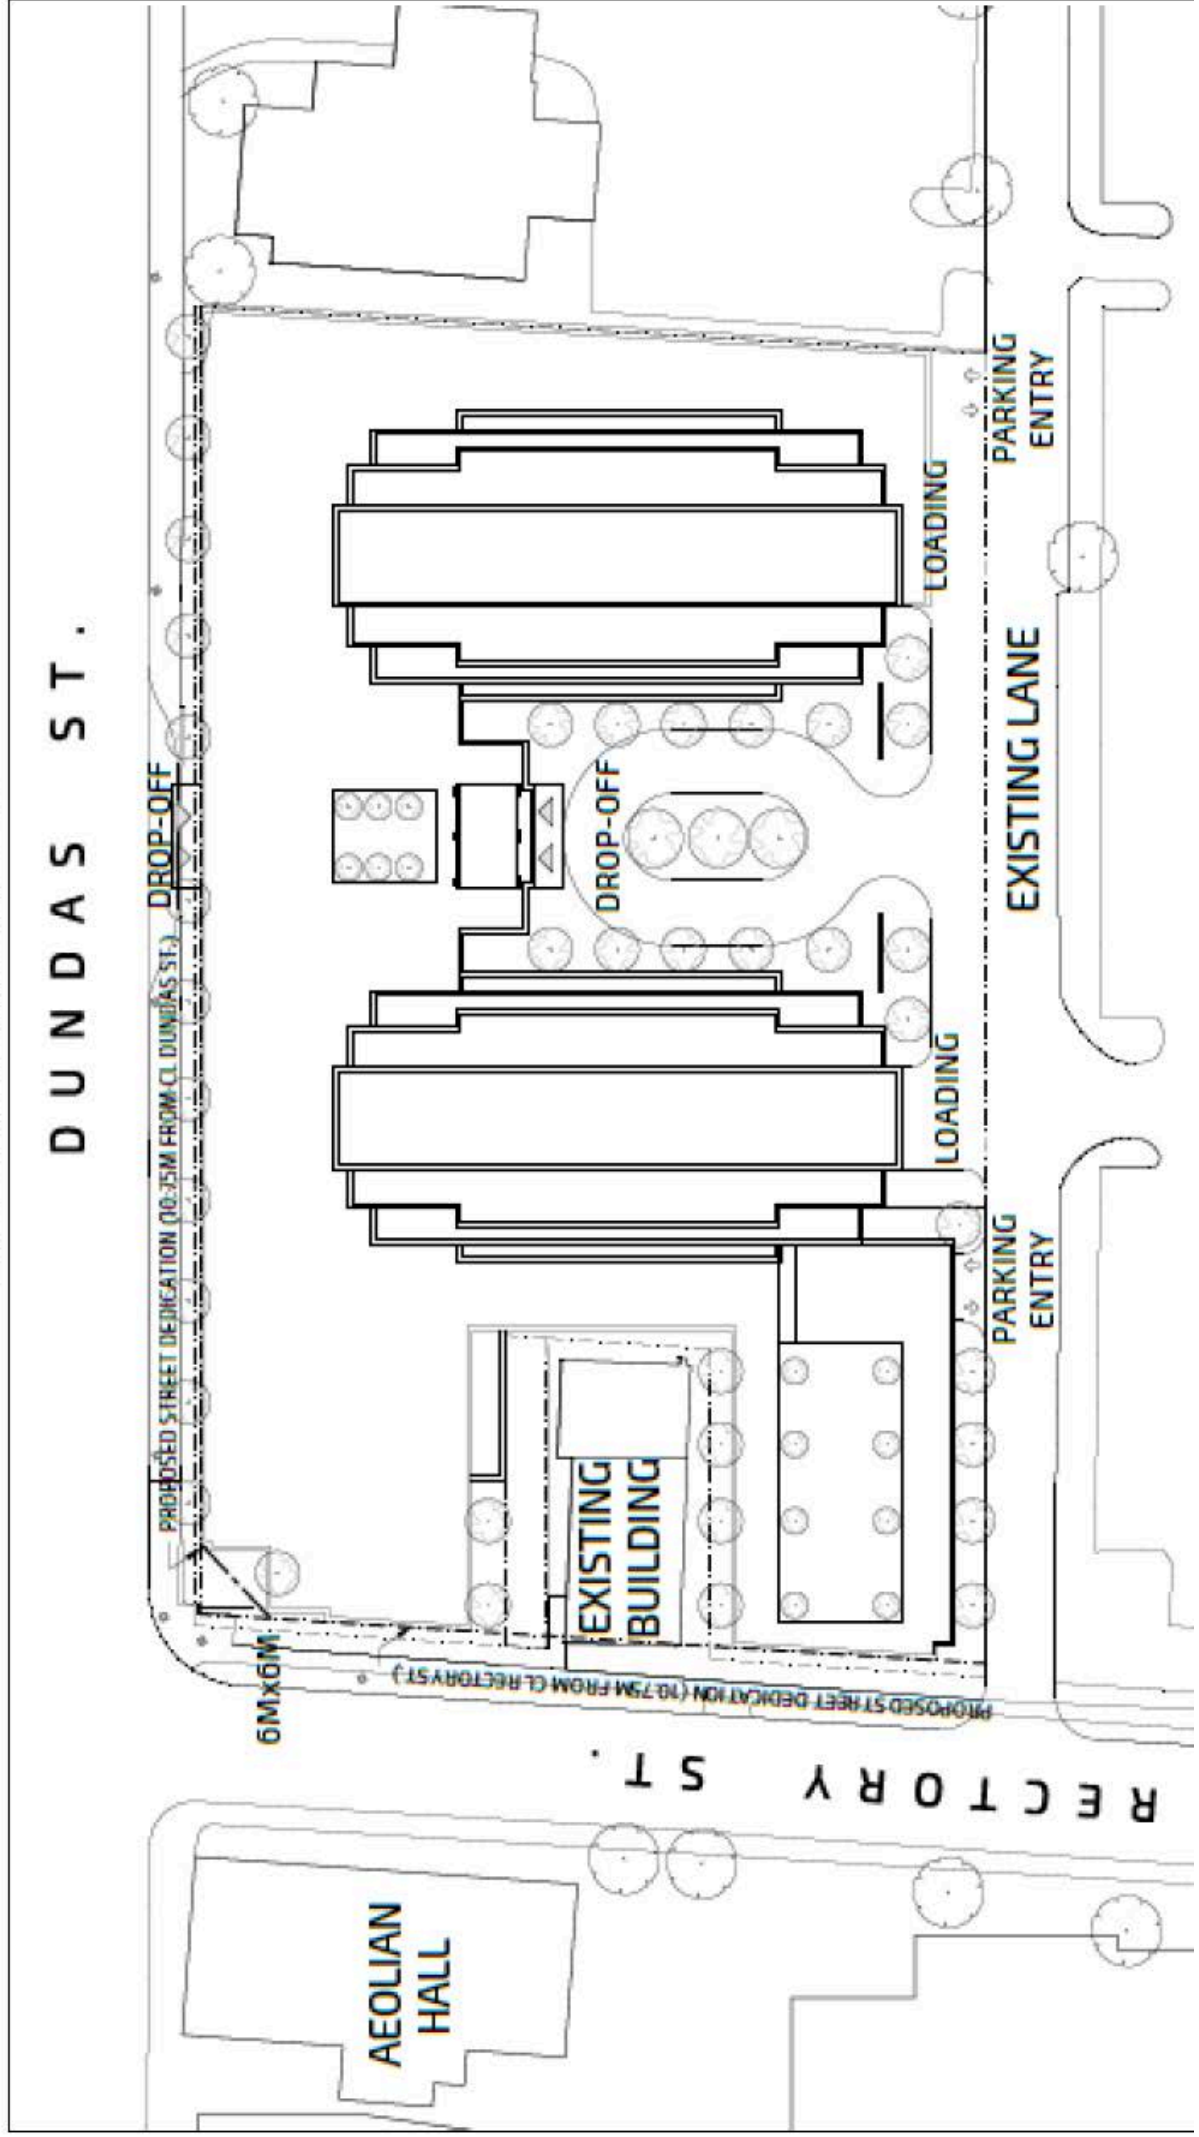 DUNDAS ST.
DROP-OFF
PROPOSED STREET DEDICATION (10.75M FROM CL DUNDAS ST.)
6Mx6M
PROPOSED STREET DEDICATION (10.75M FROM CL RECTORY ST.)
RECTORY ST.
AEOLIAN
HALL
EXISTING
BUILDING
DROP-OFF
LOADING
LOADING
PARKING
ENTRY
EXISTING LANE
PARKING
ENTRY